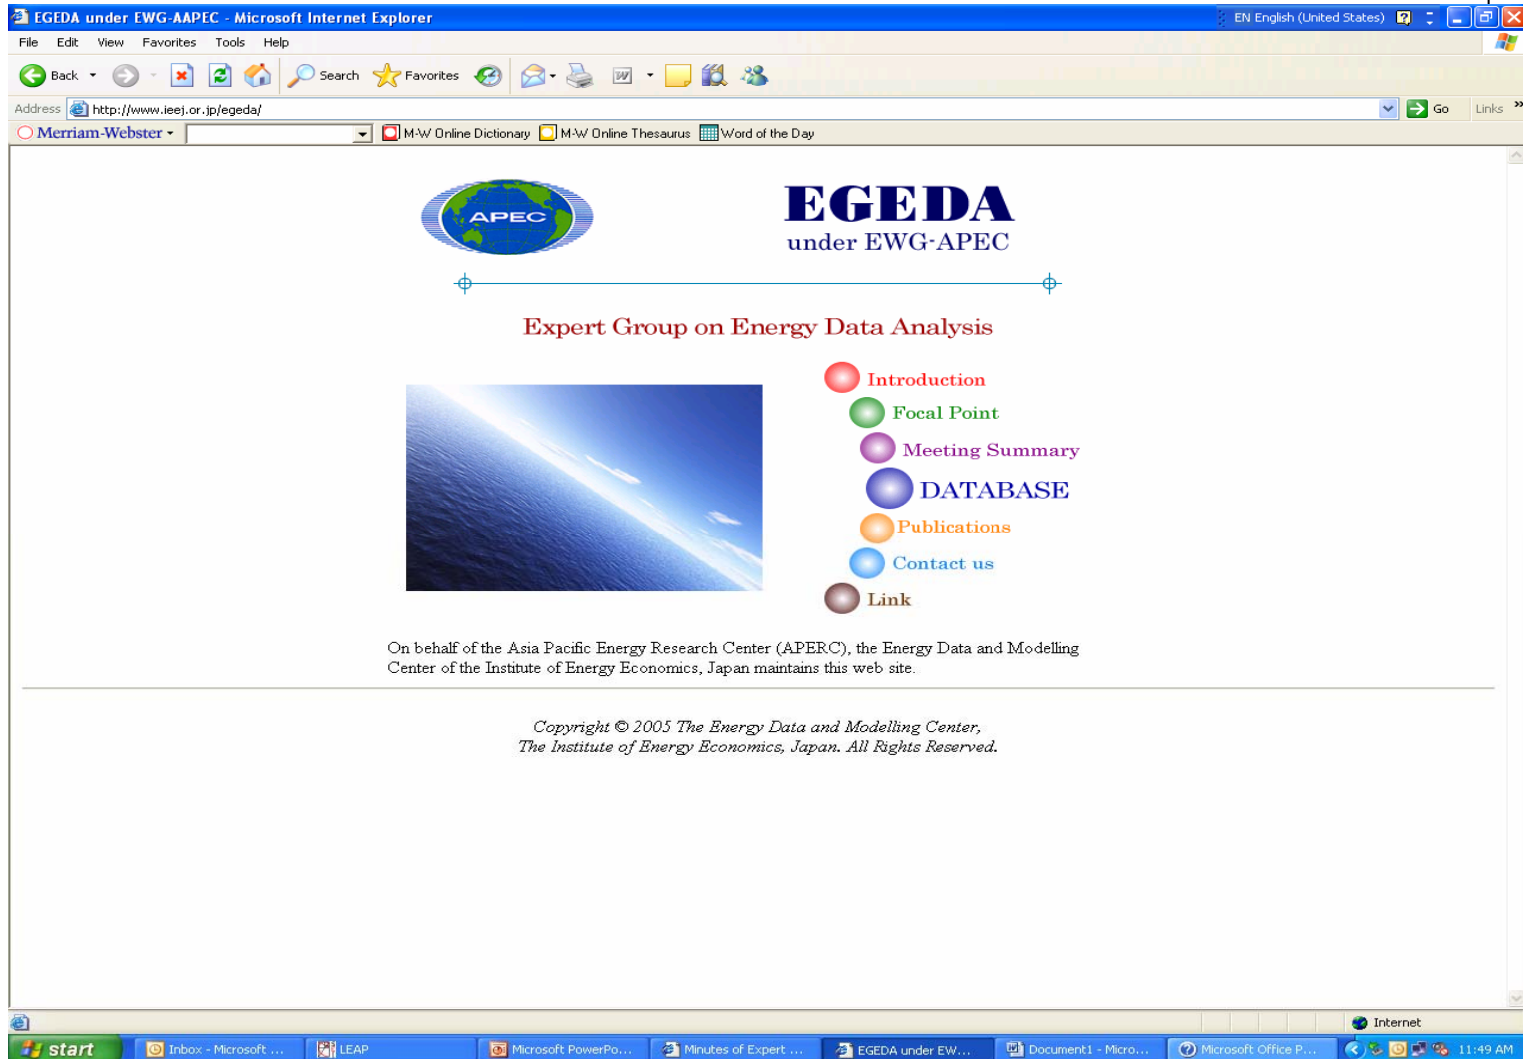 EGEDA under EWG-AAPEC - Microsoft Internet Explorer
EN English (United States)
File Edit View Favorites Tools Help
Back Search Favorites
Address http://www.ieej.or.jp/egeda/ Go Links »
Merriam-Webster M-W Online Dictionary M-W Online Thesaurus Word of the Day
APEC
EGEDA
under EWG-APEC
Expert Group on Energy Data Analysis
Introduction
Focal Point
Meeting Summary
DATABASE
Publications
Contact us
Link
On behalf of the Asia Pacific Energy Research Center (APERC), the Energy Data and Modelling
Center of the Institute of Energy Economics, Japan maintains this web site.
Copyright © 2005 The Energy Data and Modelling Center,
The Institute of Energy Economics, Japan. All Rights Reserved.
Internet
start Inbox - Microsoft ... LEAP Microsoft PowerPo... Minutes of Expert ... EGEDA under EW... Document1 - Micro... Microsoft Office P... 11:49 AM